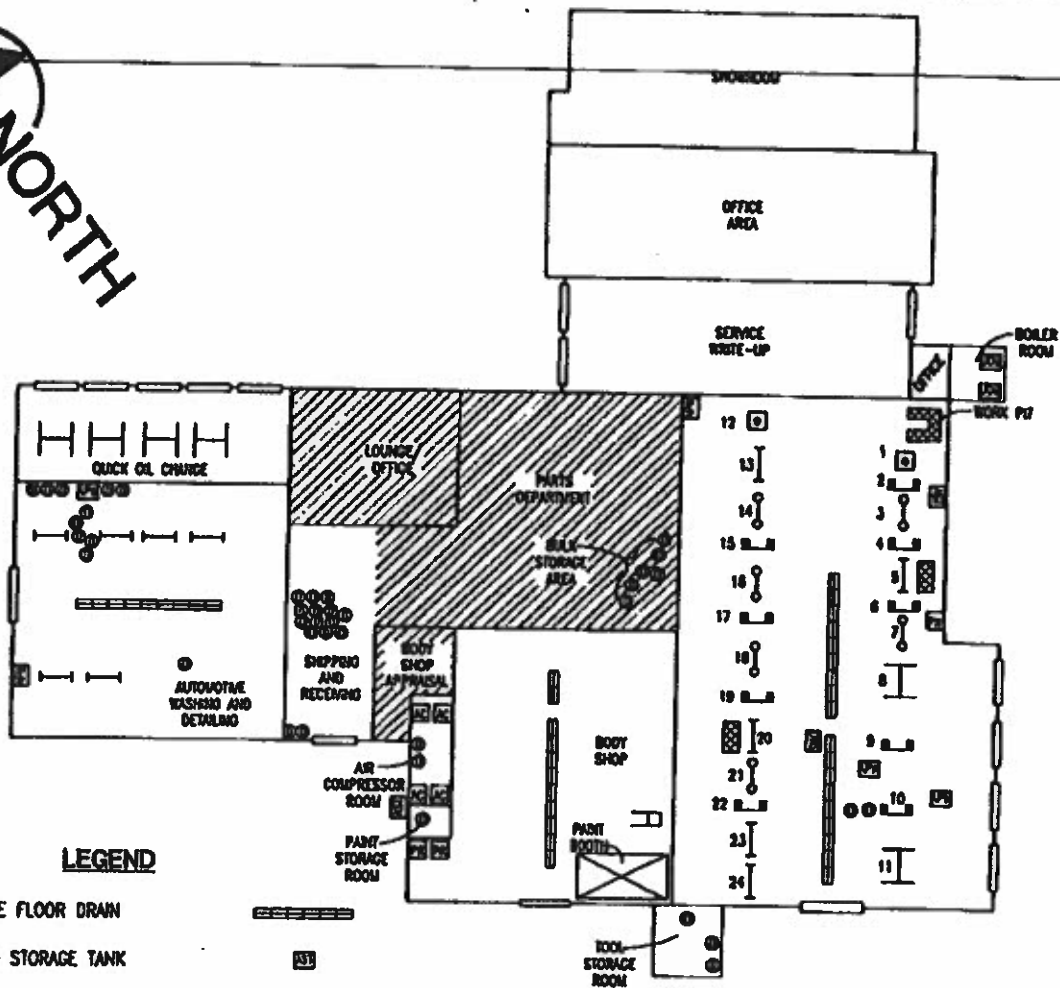 NORTH
SHOWROOM
OFFICE
AREA
SERVICE
WRITE-UP
OFFICE
BOILER
ROOM
WORK PIT
LOUNGE/
OFFICE
PARTS
DEPARTMENT
BULK
STORAGE
AREA
QUICK OIL CHANGE
AUTOMOTIVE
WASHING AND
DETAILING
SHIPPING
AND
RECEIVING
BODY
SHOP
APPRAISAL
AC AC
AIR
COMPRESSOR
ROOM
AC AC
PAINT
STORAGE
ROOM
BODY
SHOP
PAINT
BOOTH
TOOL
STORAGE
ROOM
12
13
14
15
16
17
18
19
20
21
22
23
24
1
2
3
4
5
6
7
8
9
10
11
LEGEND
E FLOOR DRAIN
STORAGE TANK
AST